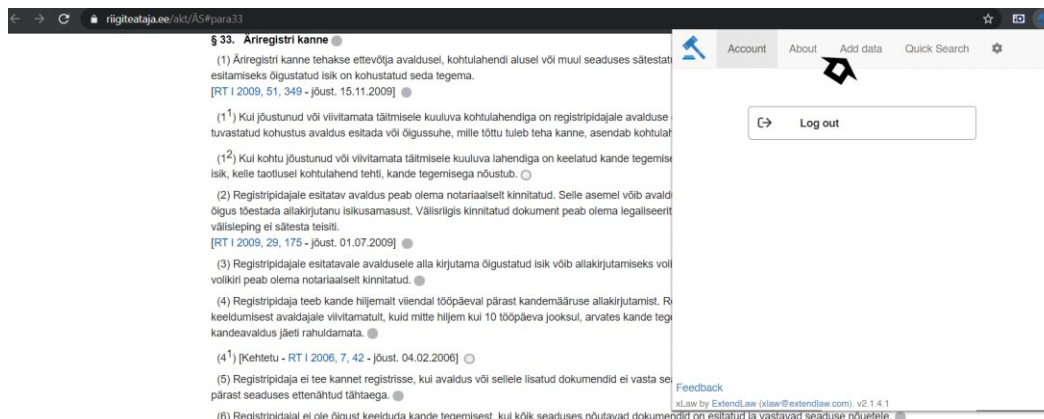 riigiteataja.ee/akt/ÄS#para33
§ 33. Äriregistri kanne
(1) Äriregistri kanne tehakse ettevõtja avaldusel, kohtulahendi alusel või muul seaduses sätestatu
esitamiseks õigustatud isik on kohustatud seda tegema.
[RT I 2009, 51, 349 - jõust. 15.11.2009]
(1¹) Kui jõustunud või viivitamata täitmisele kuuluva kohtulahendiga on registripidajale avalduse
tuvastatud kohustus avaldus esitada või õigussuhe, mille tõttu tuleb teha kanne, asendab kohtulah
(1²) Kui kohtu jõustunud või viivitamata täitmisele kuuluva lahendiga on keelatud kande tegemise
isik, kelle taotlusel kohtulahend tehti, kande tegemisega nõustub.
(2) Registripidajale esitatav avaldus peab olema notariaalselt kinnitatud. Selle asemel võib avaldu
õigus tõestada allakirjutanu isikusamasust. Välisriigis kinnitatud dokument peab olema legaliseerit
välisleping ei sätesta teisiti.
[RT I 2009, 29, 175 - jõust. 01.07.2009]
(3) Registripidajale esitatavale avaldusele alla kirjutama õigustatud isik võib allakirjutamiseks voli
volikiri peab olema notariaalselt kinnitatud.
(4) Registripidaja teeb kande hiljemalt viiendal tööpäeval pärast kandemääruse allakirjutamist. Re
keeldumisest avaldajale viivitamatult, kuid mitte hiljem kui 10 tööpäeva jooksul, arvates kande teg
kandeavaldus jäeti rahuldamata.
(4¹) [Kehtetu - RT I 2006, 7, 42 - jõust. 04.02.2006]
(5) Registripidaja ei tee kannet registrisse, kui avaldus või sellele lisatud dokumendid ei vasta sea
pärast seaduses ettenähtud tähtaega.
(6) Registripidajal ei ole õigust keelduda kande tegemisest, kui kõik seaduses nõutavad dokumendid on esitatud ja vastavad seaduse nõuetele.
Account About Add data Quick Search
Log out
Feedback
xLaw by ExtendLaw (xlaw@extendlaw.com). v2.1.4.1